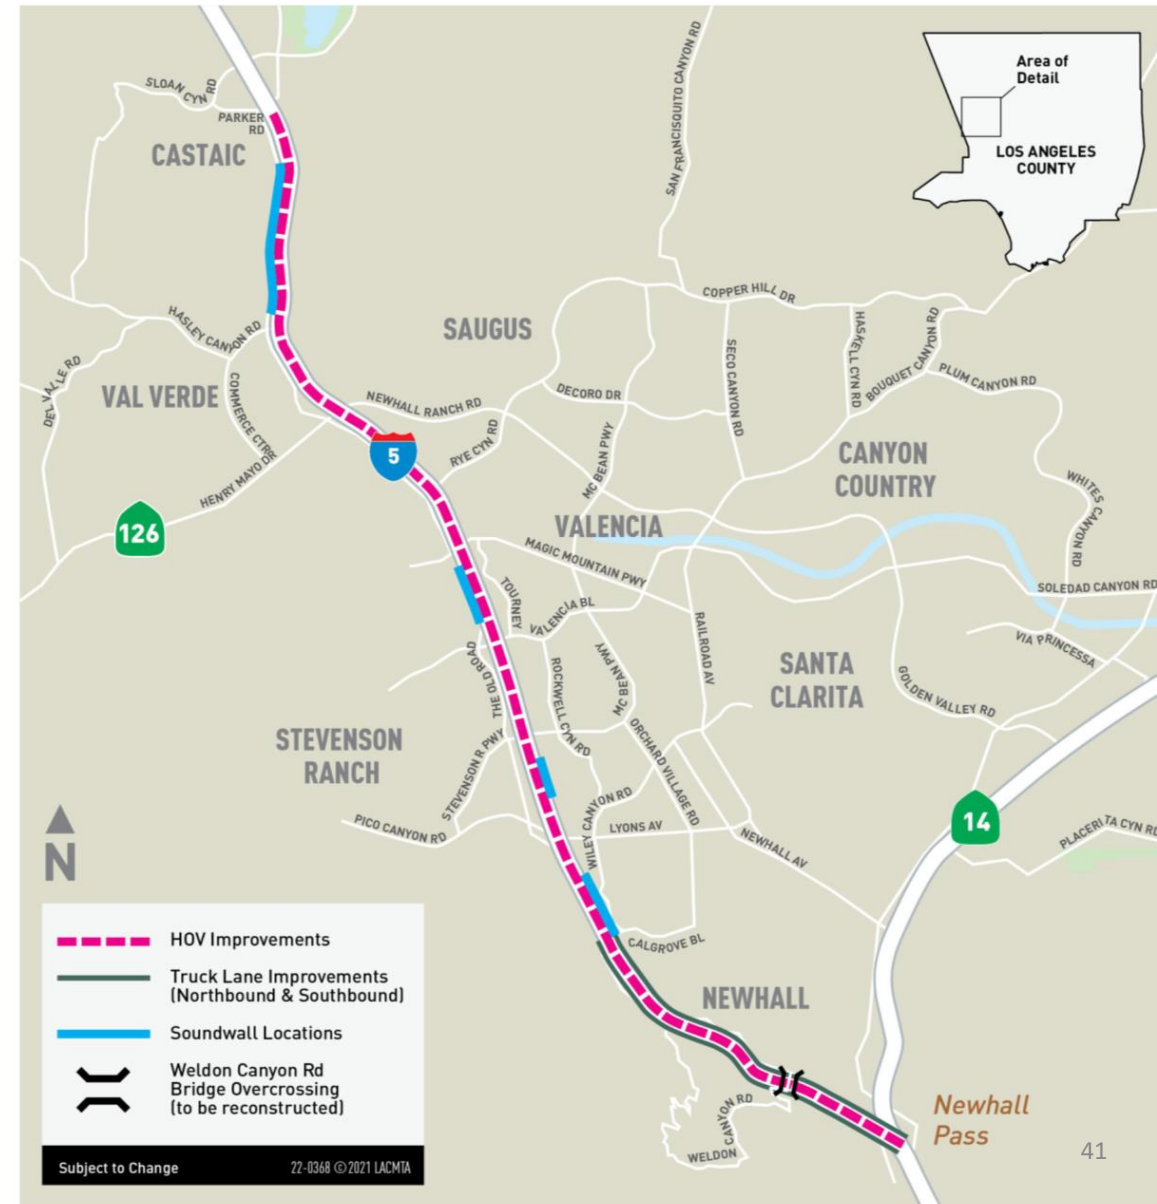 SLOAN CYN RD
PARKER
RD
CASTAIC
SAN FRANCISQUITO CANYON RD
Area of
Detail
LOS ANGELES
COUNTY
COPPER HILL DR
HASLEY CANYON RD
SAUGUS
HASKELL CYN RD
BOUQUET CANYON RD
SECO CANYON RD
PLUM CANYON RD
DEL VALLE RD
VAL VERDE
COMMERCE CTR
NEWHALL RANCH RD
DECORO DR
HENRY MAYO DR
5
RYE CYN RD
MC BEAN PWY
CANYON
COUNTRY
WHITES CANYON RD
126
VALENCIA
MAGIC MOUNTAIN PWY
SOLEDAD CANYON RD
TOURNEY
VALENCIA BL
RAILROAD AV
VIA PRINCESSA
THE OLD ROAD
ROCKWELL CYN RD
MC BEAN PWY
SANTA
CLARITA
GOLDEN VALLEY RD
STEVENSON
RANCH
STEVENSON R PWY
ORCHARD VILLAGE RD
WILEY CANYON RD
PICO CANYON RD
LYONS AV
NEWHALL AV
14
PLACERITA CYN RD
N
CALGROVE BL
NEWHALL
WELDON CANYON RD
Newhall
Pass
HOV Improvements
Truck Lane Improvements
(Northbound & Southbound)
Soundwall Locations
Weldon Canyon Rd
Bridge Overcrossing
(to be reconstructed)
Subject to Change
22-0368 ©2021 LACMTA
41